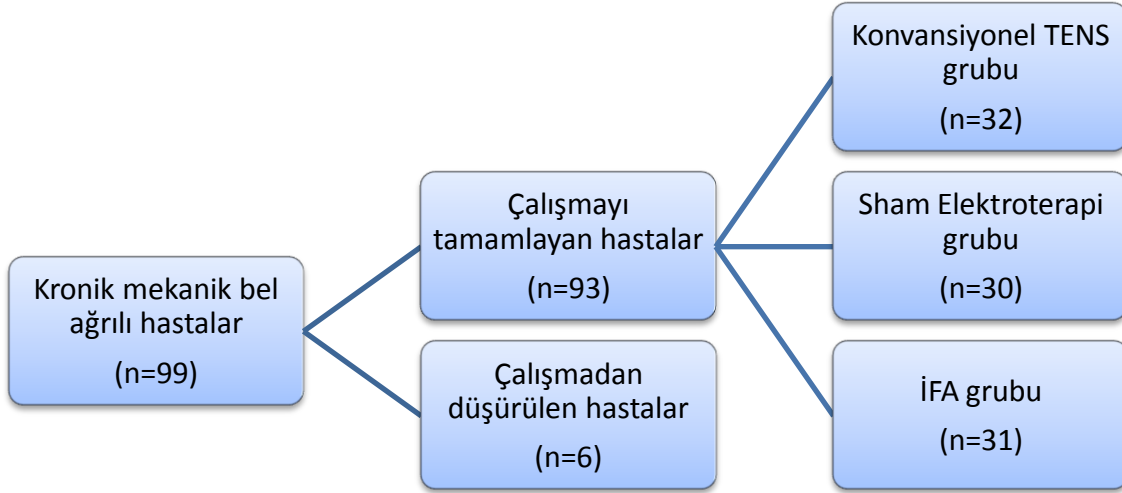 Kronik mekanik bel
ağrılı hastalar
(n=99)
Çalışmayı
tamamlayan hastalar
(n=93)
Çalışmadan
düşürülen hastalar
(n=6)
Konvansiyonel TENS
grubu
(n=32)
Sham Elektroterapi
grubu
(n=30)
İFA grubu
(n=31)